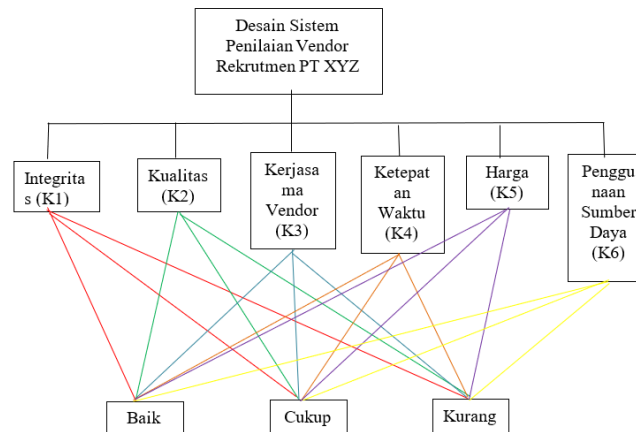 Desain Sistem
Penilaian Vendor
Rekrutmen PT XYZ
Integrita
s (K1)
Kualitas
(K2)
Kerjasa
ma
Vendor
(K3)
Ketepat
an
Waktu
(K4)
Harga
(K5)
Penggu
naan
Sumber
Daya
(K6)
Baik
Cukup
Kurang